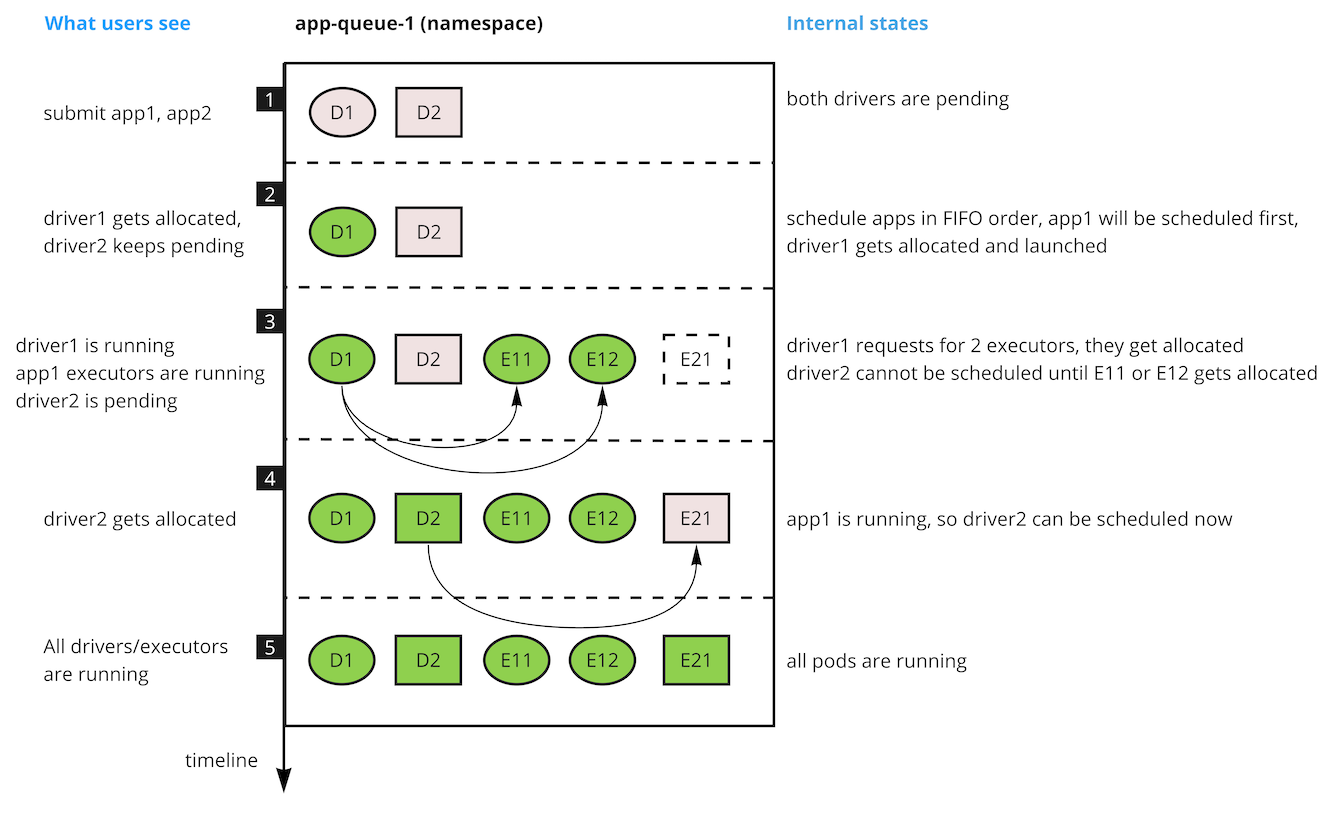 What users see
app-queue-1 (namespace)
Internal states
1
submit app1, app2
D1
D2
both drivers are pending
2
driver1 gets allocated,
driver2 keeps pending
D1
D2
schedule apps in FIFO order, app1 will be scheduled first,
driver1 gets allocated and launched
3
driver1 is running
app1 executors are running
driver2 is pending
D1
D2
E11
E12
E21
driver1 requests for 2 executors, they get allocated
driver2 cannot be scheduled until E11 or E12 gets allocated
4
driver2 gets allocated
D1
D2
E11
E12
E21
app1 is running, so driver2 can be scheduled now
5
All drivers/executors
are running
D1
D2
E11
E12
E21
all pods are running
timeline